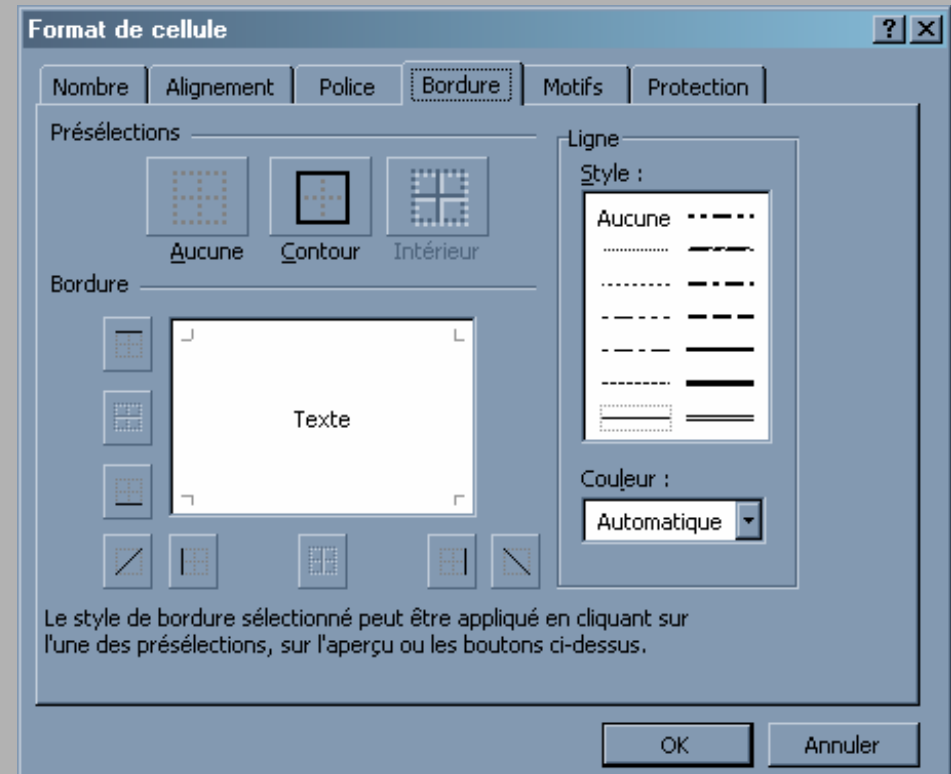 Format de cellule
Nombre Alignement Police Bordure Motifs Protection
Présélections
Aucune Contour Intérieur
Bordure
Texte
Ligne
Style :
Aucune
Couleur :
Automatique
Le style de bordure sélectionné peut être appliqué en cliquant sur
l'une des présélections, sur l'aperçu ou les boutons ci-dessus.
OK Annuler